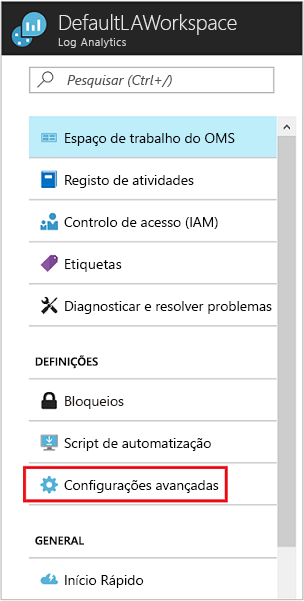 DefaultLAWorkspace
Log Analytics
Pesquisar (Ctrl+/)
Espaço de trabalho do OMS
Registo de atividades
Controlo de acesso (IAM)
Etiquetas
Diagnosticar e resolver problemas
DEFINIÇÕES
Bloqueios
Script de automatização
Configurações avançadas
GENERAL
Início Rápido